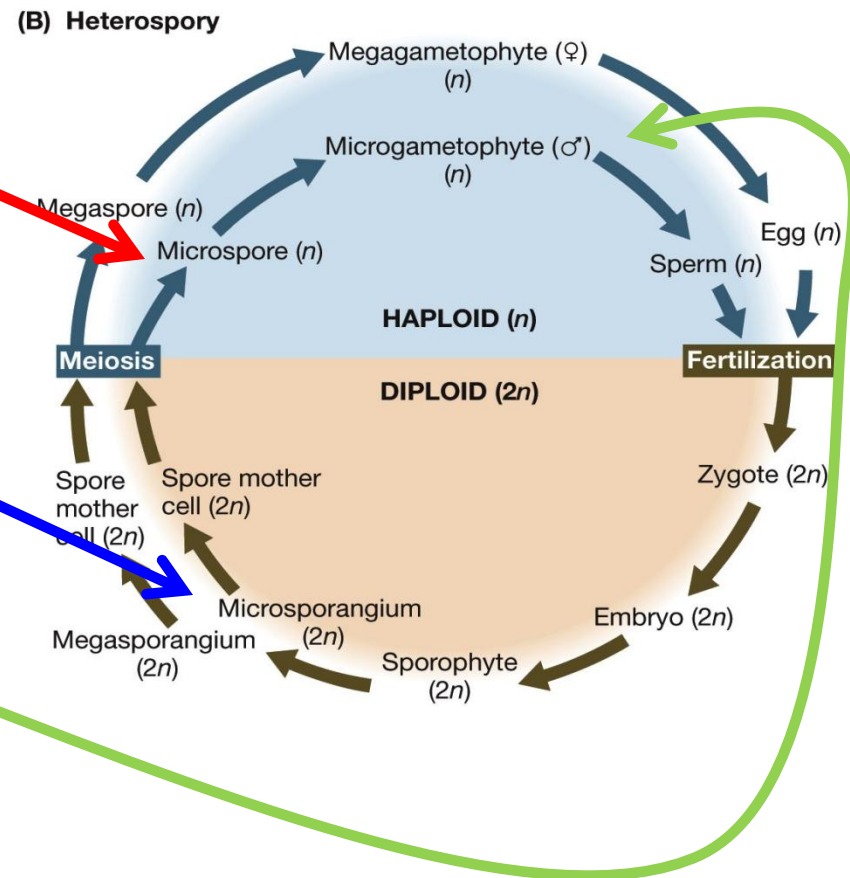 (B) Heterospory
Megagametophyte (♀)
(n)
Microgametophyte (♂)
(n)
Megaspore (n)
Microspore (n)
Egg (n)
Sperm (n)
HAPLOID (n)
Meiosis
Fertilization
DIPLOID (2n)
Spore
mother
cell (2n)
Spore mother
cell (2n)
Zygote (2n)
Microsporangium
(2n)
Megasporangium
(2n)
Embryo (2n)
Sporophyte
(2n)